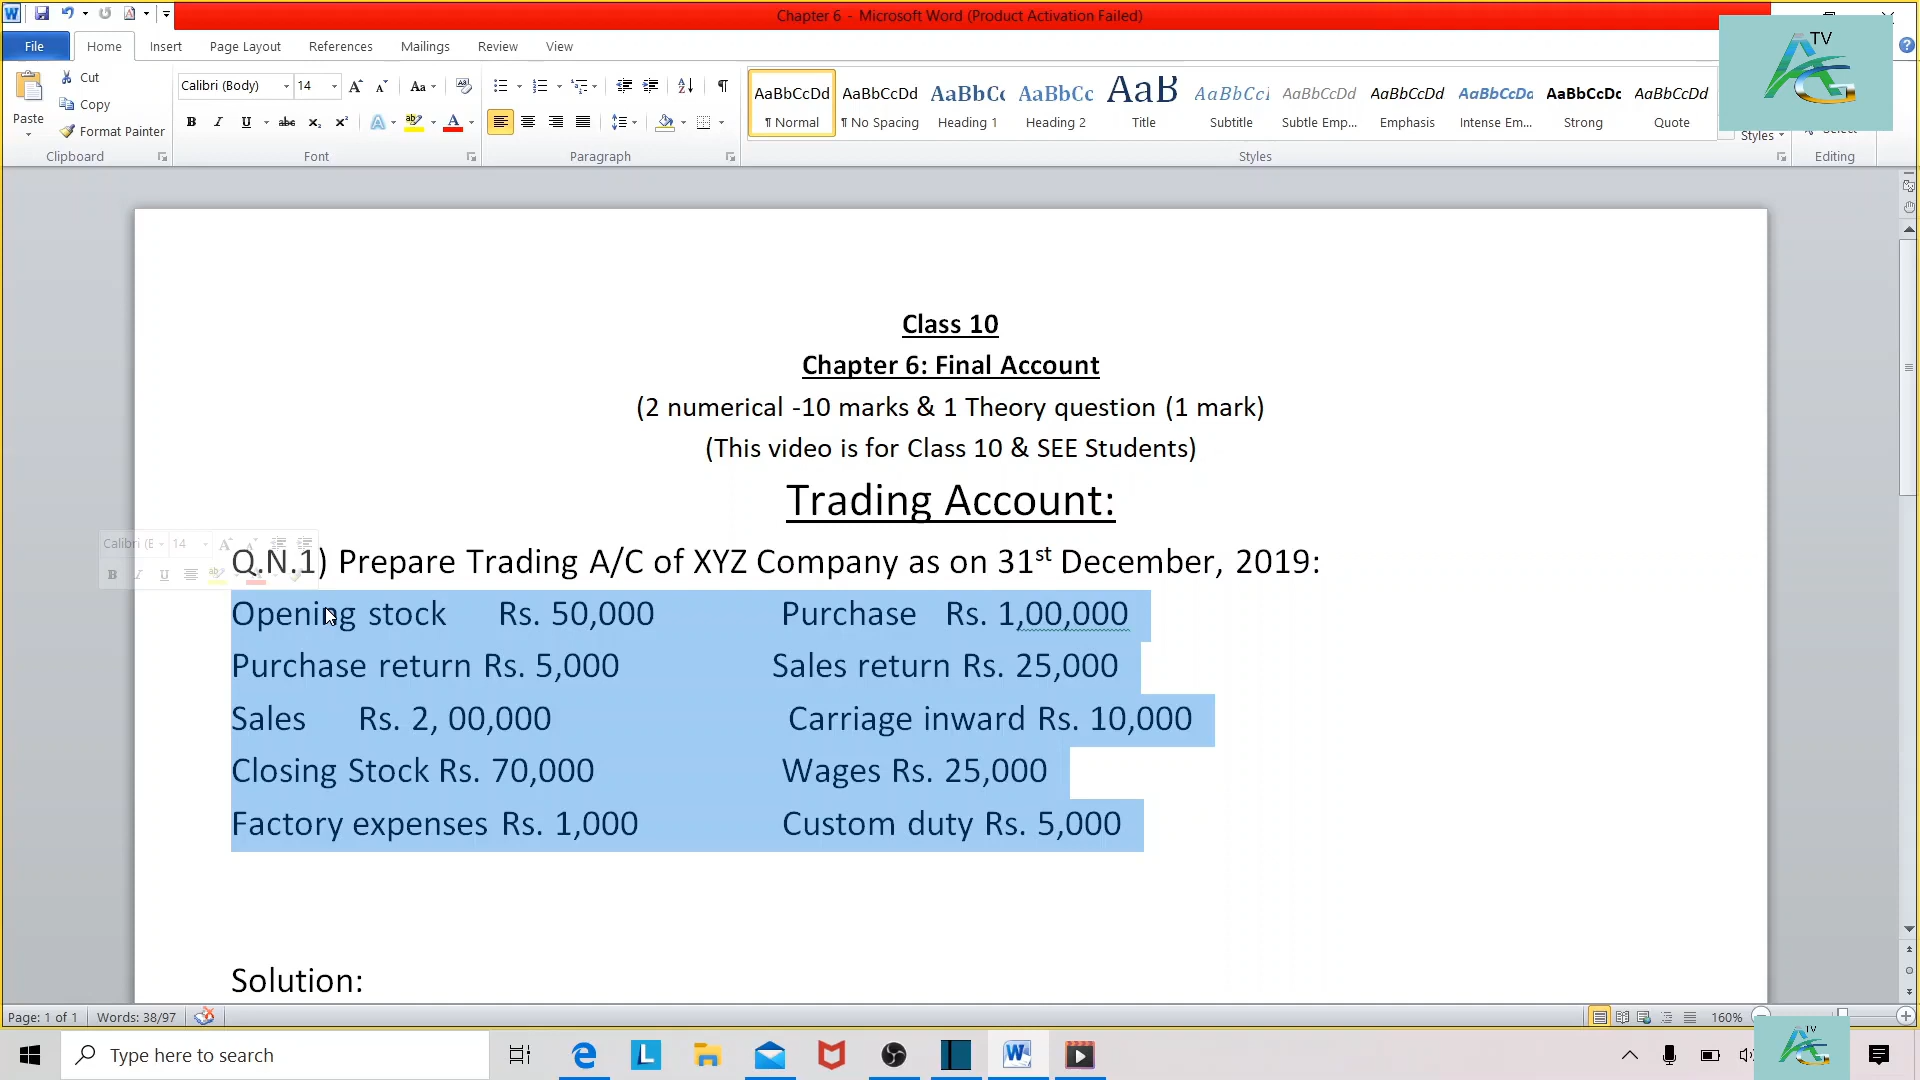 Chapter 6 - Microsoft Word (Product Activation Failed)
File Home Insert Page Layout References Mailings Review View
TV
Cut
Copy
Format Painter
Paste
Clipboard
Calibri (Body) 14
Font
Paragraph
AaBbCcDd AaBbCcDd AaBbCc AaBbCc AaB AaBbCcI AaBbCcDd AaBbCcDd AaBbCcDd AaBbCcDc AaBbCcDd
¶ Normal ¶ No Spacing Heading 1 Heading 2 Title Subtitle Subtle Emp... Emphasis Intense Em... Strong Quote
Styles
Styles
Editing
Class 10
Chapter 6: Final Account
(2 numerical -10 marks & 1 Theory question (1 mark)
(This video is for Class 10 & SEE Students)
Trading Account:
Calibri (E 14
Q.N.1) Prepare Trading A/C of XYZ Company as on 31st December, 2019:
Opening stock Rs. 50,000 Purchase Rs. 1,00,000
Purchase return Rs. 5,000 Sales return Rs. 25,000
Sales Rs. 2, 00,000 Carriage inward Rs. 10,000
Closing Stock Rs. 70,000 Wages Rs. 25,000
Factory expenses Rs. 1,000 Custom duty Rs. 5,000
Solution:
Page: 1 of 1 Words: 38/97 160%
Type here to search
TV